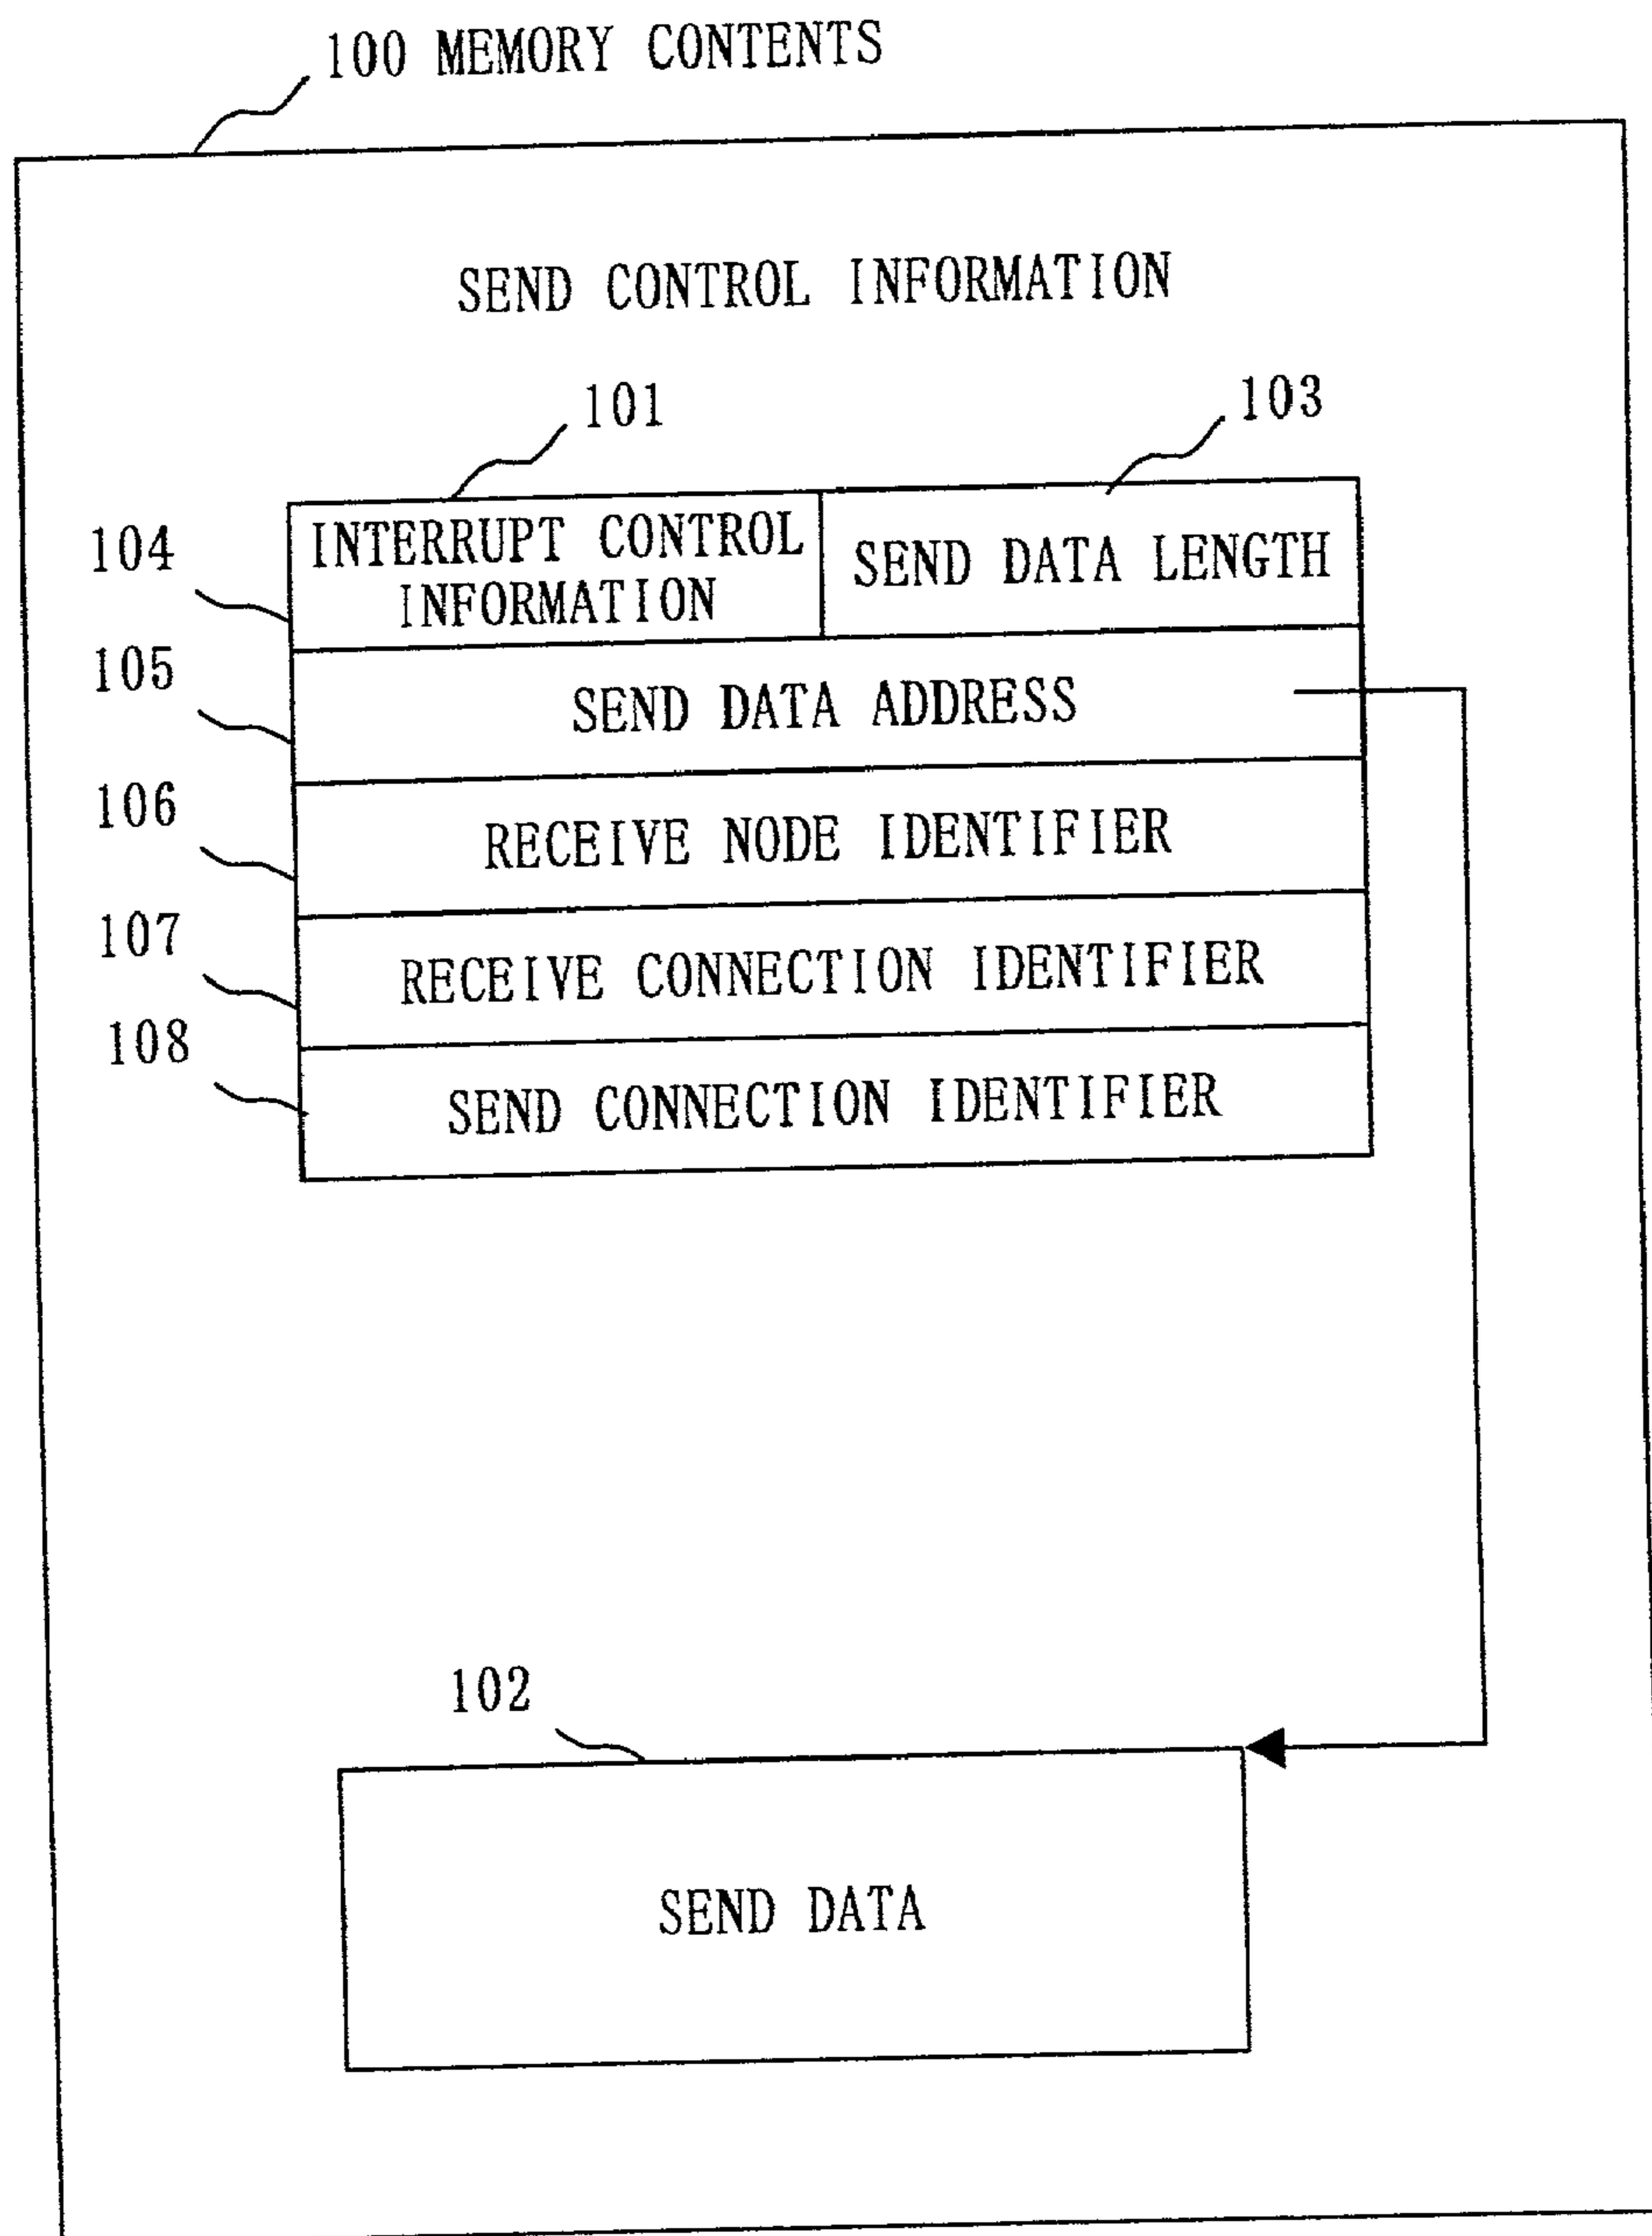 100 MEMORY CONTENTS
SEND CONTROL INFORMATION
101
103
104
INTERRUPT CONTROL
INFORMATION
SEND DATA LENGTH
105
SEND DATA ADDRESS
106
RECEIVE NODE IDENTIFIER
107
RECEIVE CONNECTION IDENTIFIER
108
SEND CONNECTION IDENTIFIER
102
SEND DATA